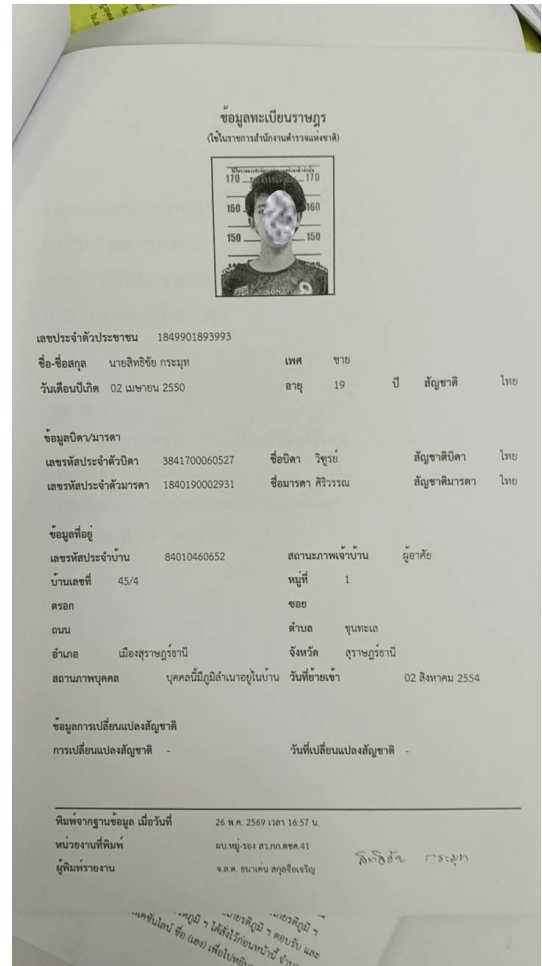 ข้อมูลทะเบียนราษฎร
(ใช้ในราชการสำนักงานตำรวจแห่งชาติ)
170 170
160 160
150 150
เลขประจำตัวประชาชน 1849901893993
ชื่อ-ชื่อสกุล นายสิทธิชัย กระมุท เพศ ชาย
วันเดือนปีเกิด 02 เมษายน 2550 อายุ 19 ปี สัญชาติ ไทย
ข้อมูลบิดา/มารดา
เลขรหัสประจำตัวบิดา 3841700060527 ชื่อบิดา วิฑูรย์ สัญชาติบิดา ไทย
เลขรหัสประจำตัวมารดา 1840190002931 ชื่อมารดา ศิริวรรณ สัญชาติมารดา ไทย
ข้อมูลที่อยู่
เลขรหัสประจำบ้าน 84010460652 สถานะภาพเจ้าบ้าน ผู้อาศัย
บ้านเลขที่ 45/4 หมู่ที่ 1
ตรอก ซอย
ถนน ตำบล ขุนทะเล
อำเภอ เมืองสุราษฎร์ธานี จังหวัด สุราษฎร์ธานี
สถานภาพบุคคล บุคคลนี้มีภูมิลำเนาอยู่ในบ้าน วันที่ย้ายเข้า 02 สิงหาคม 2554
ข้อมูลการเปลี่ยนแปลงสัญชาติ
การเปลี่ยนแปลงสัญชาติ - วันที่เปลี่ยนแปลงสัญชาติ -
พิมพ์จากฐานข้อมูล เมื่อวันที่ 26 พ.ค. 2569 เวลา 16:57 น.
หน่วยงานที่พิมพ์ ผบ.หมู่-รอง สว.กก.ตชด.41
ผู้พิมพ์รายงาน จ.ส.ต. ธนาเด่น สกุลจือเจริญ
สิทธิชัย กระมุท